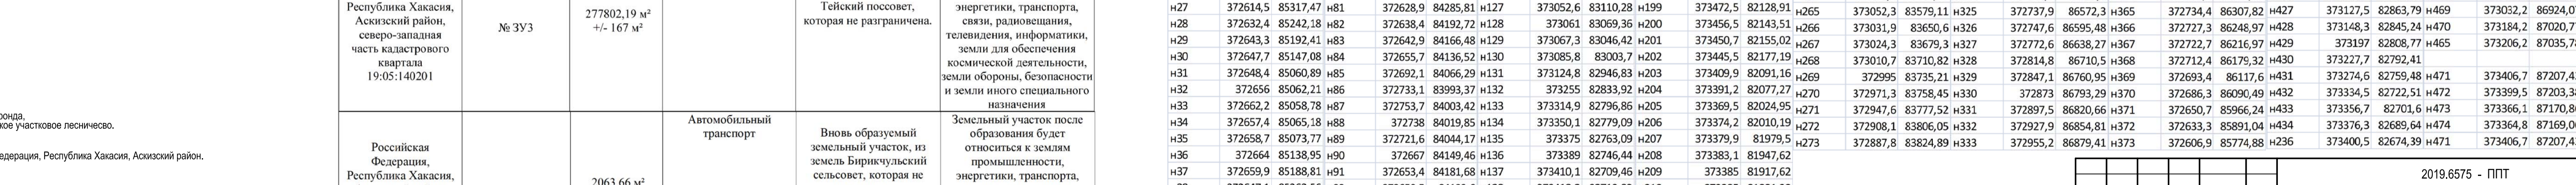 ронда,
кое участковое лесничесво.
едерация, Республика Хакасия, Аскизский район.
Республика Хакасия,
Аскизский район,
северо-западная
часть кадастрового
квартала
19:05:140201
№ ЗУ3
277802,19 м²
+/- 167 м²
Тейский поссовет,
которая не разграничена.
энергетики, транспорта,
связи, радиовещания,
телевидения, информатики,
земли для обеспечения
космической деятельности,
земли обороны, безопасности
и земли иного специального
назначения
Российская
Федерация,
Республика Хакасия,
2063,66 м²
Автомобильный
транспорт
Вновь образуемый
земельный участок, из
земель Бирикчульский
сельсовет, которая не
Земельный участок после
образования будет
относиться к землям
промышленности,
энергетики, транспорта,
н27 372614,5 85317,47 н81 372628,9 84285,81 н127 373052,6 83110,28 н199 373472,5 82128,91
н28 372632,4 85242,18 н82 372638,4 84192,72 н128 373061 83069,36 н200 373456,5 82143,51
н29 372643,3 85192,41 н83 372642,9 84166,48 н129 373067,3 83046,42 н201 373450,7 82155,02
н30 372647,7 85147,08 н84 372655,7 84136,52 н130 373085,8 83003,7 н202 373445,5 82177,19
н31 372648,4 85060,89 н85 372692,1 84066,29 н131 373124,8 82946,83 н203 373409,9 82091,16
н32 372656 85062,21 н86 372733,1 83993,37 н132 373255 82833,92 н204 373391,2 82077,27
н33 372662,2 85058,78 н87 372753,7 84003,42 н133 373314,9 82796,86 н205 373369,5 82024,95
н34 372657,4 85065,18 н88 372738 84019,85 н134 373350,1 82779,09 н206 373374,2 82010,19
н35 372658,7 85073,77 н89 372721,6 84044,17 н135 373375 82763,09 н207 373379,9 81979,5
н36 372664 85138,95 н90 372667 84149,46 н136 373389 82746,44 н208 373383,1 81947,62
н37 372659,9 85188,81 н91 372653,4 84181,68 н137 373410,1 82709,46 н209 373385 81917,62
н265 373052,3 83579,11 н325 372737,9 86572,3 н365 372734,4 86307,82 н427 373127,5 82863,79 н469 373032,2 86924,0
н266 373031,9 83650,6 н326 372747,6 86595,48 н366 372727,3 86248,97 н428 373148,3 82845,24 н470 373184,2 87020,7
н267 373024,3 83679,3 н327 372772,6 86638,27 н367 372722,7 86216,97 н429 373197 82808,77 н465 373206,2 87035,7
н268 373010,7 83710,82 н328 372814,8 86710,5 н368 372712,4 86179,32 н430 373227,7 82792,41
н269 372995 83735,21 н329 372847,1 86760,95 н369 372693,4 86117,6 н431 373274,6 82759,48 н471 373406,7 87207,4
н270 372971,3 83758,45 н330 372873 86793,29 н370 372686,3 86090,49 н432 373334,5 82722,51 н472 373399,5 87203,3
н271 372947,6 83777,52 н331 372897,5 86820,66 н371 372650,7 85966,24 н433 373356,7 82701,6 н473 373366,1 87170,8
н272 372908,1 83806,05 н332 372927,9 86854,81 н372 372633,3 85891,04 н434 373376,3 82689,64 н474 373364,8 87169,0
н273 372887,8 83824,89 н333 372955,2 86879,41 н373 372606,9 85774,88 н236 373400,5 82674,39 н471 373406,7 87207,4
2019.6575 - ППТ